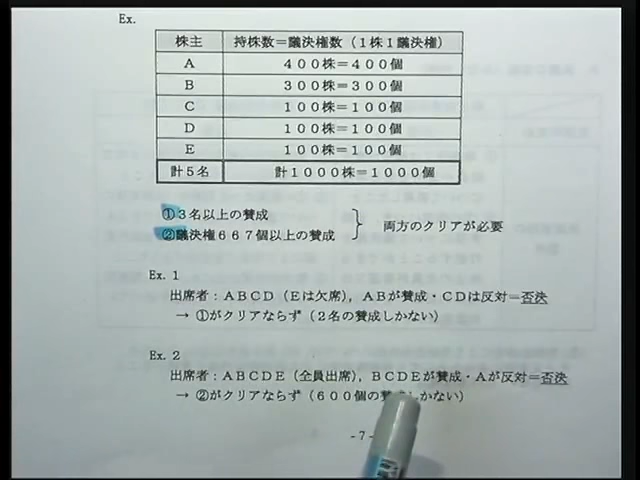 Ex.
株主 持株数＝議決権数（1株1議決権）
A ４００株＝４００個
B ３００株＝３００個
C １００株＝１００個
D １００株＝１００個
E １００株＝１００個
計５名 計１０００株＝１０００個
①３名以上の賛成
②議決権６６７個以上の賛成
両方のクリアが必要
Ex. 1
出席者：ＡＢＣＤ（Ｅは欠席），ＡＢが賛成・ＣＤは反対＝否決
→ ①がクリアならず（２名の賛成しかない）
Ex. 2
出席者：ＡＢＣＤＥ（全員出席），ＢＣＤＥが賛成・Ａが反対＝否決
→ ②がクリアならず（６００個の賛成しかない）
-7-